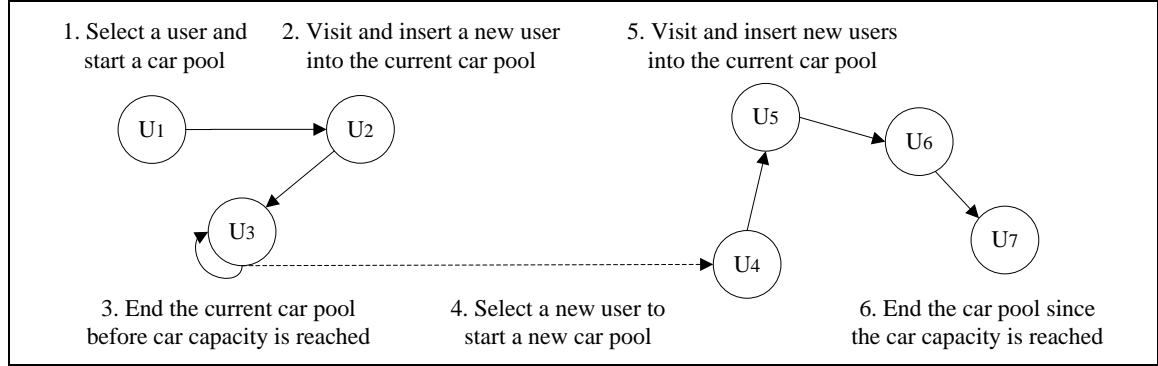 1. Select a user and
start a car pool
2. Visit and insert a new user
into the current car pool
5. Visit and insert new users
into the current car pool
U1
U2
U3
U4
U5
U6
U7
3. End the current car pool
before car capacity is reached
4. Select a new user to
start a new car pool
6. End the car pool since
the car capacity is reached